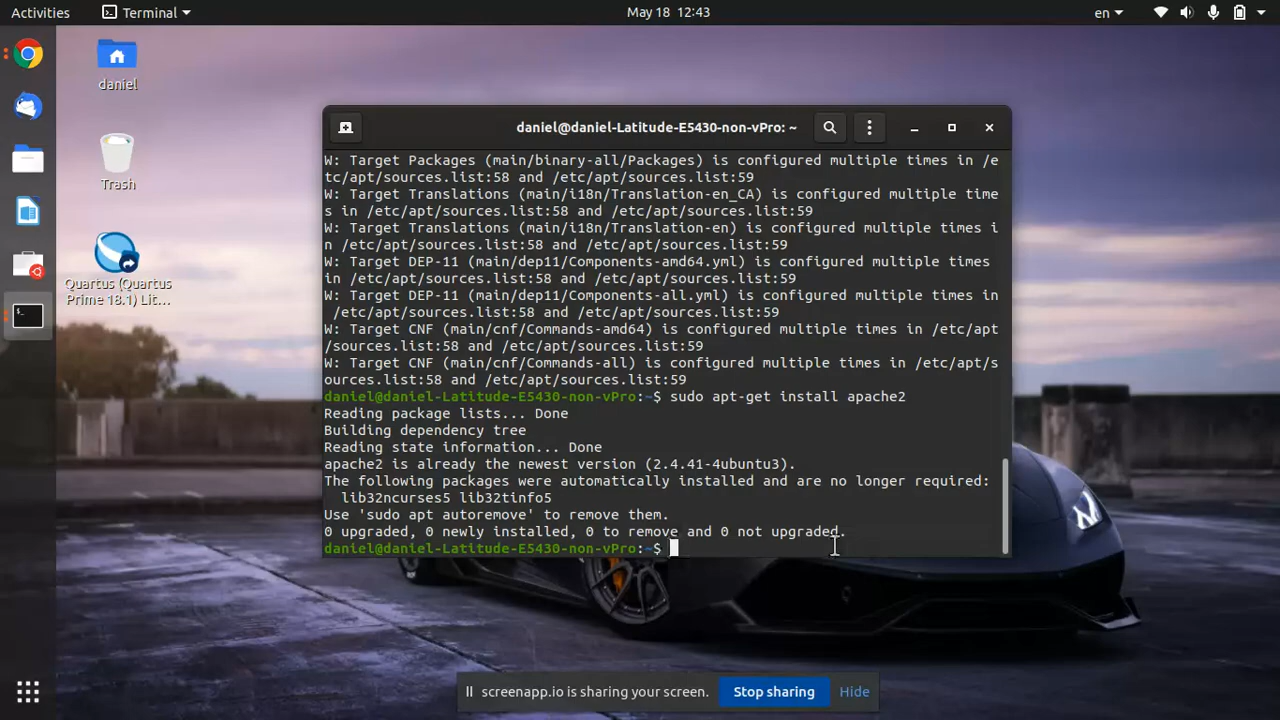 Activities
Terminal
May 18 12:43
en
daniel
Trash
Quartus (Quartus
Prime 18.1) Lit...
daniel@daniel-Latitude-E5430-non-vPro: ~
W: Target Packages (main/binary-all/Packages) is configured multiple times in /e
tc/apt/sources.list:58 and /etc/apt/sources.list:59
W: Target Translations (main/i18n/Translation-en_CA) is configured multiple time
s in /etc/apt/sources.list:58 and /etc/apt/sources.list:59
W: Target Translations (main/i18n/Translation-en) is configured multiple times i
n /etc/apt/sources.list:58 and /etc/apt/sources.list:59
W: Target DEP-11 (main/dep11/Components-amd64.yml) is configured multiple times
in /etc/apt/sources.list:58 and /etc/apt/sources.list:59
W: Target DEP-11 (main/dep11/Components-all.yml) is configured multiple times in
/etc/apt/sources.list:58 and /etc/apt/sources.list:59
W: Target CNF (main/cnf/Commands-amd64) is configured multiple times in /etc/apt
/sources.list:58 and /etc/apt/sources.list:59
W: Target CNF (main/cnf/Commands-all) is configured multiple times in /etc/apt/s
ources.list:58 and /etc/apt/sources.list:59
daniel@daniel-Latitude-E5430-non-vPro:~$ sudo apt-get install apache2
Reading package lists... Done
Building dependency tree
Reading state information... Done
apache2 is already the newest version (2.4.41-4ubuntu3).
The following packages were automatically installed and are no longer required:
lib32ncurses5 lib32tinfo5
Use 'sudo apt autoremove' to remove them.
0 upgraded, 0 newly installed, 0 to remove and 0 not upgraded.
daniel@daniel-Latitude-E5430-non-vPro:~$
screenapp.io is sharing your screen.
Stop sharing
Hide